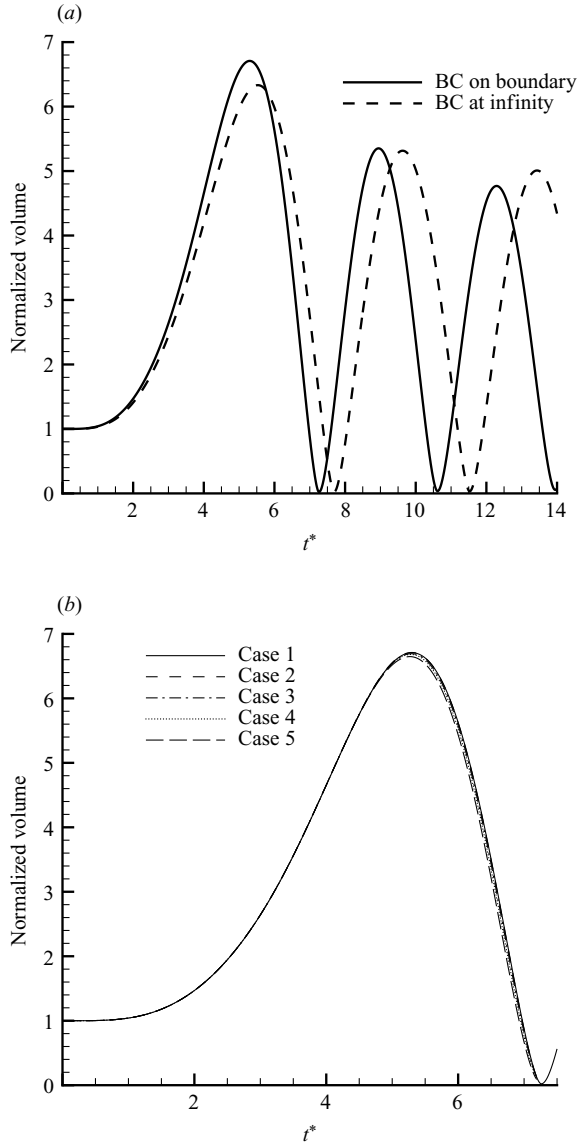 (a)
7
6
5
4
3
2
1
0
Normalized volume
BC on boundary
BC at infinity
2 4 6 8 10 12 14
t*
(b)
7
6
5
4
3
2
1
0
Normalized volume
Case 1
Case 2
Case 3
Case 4
Case 5
2 4 6
t*